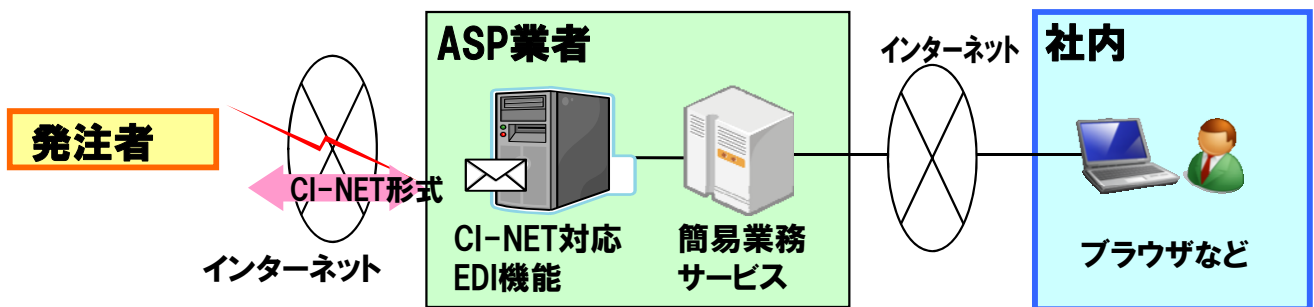 発注者
CI-NET形式
インターネット
ASP業者
CI-NET対応
EDI機能
簡易業務
サービス
インターネット
社内
ブラウザなど